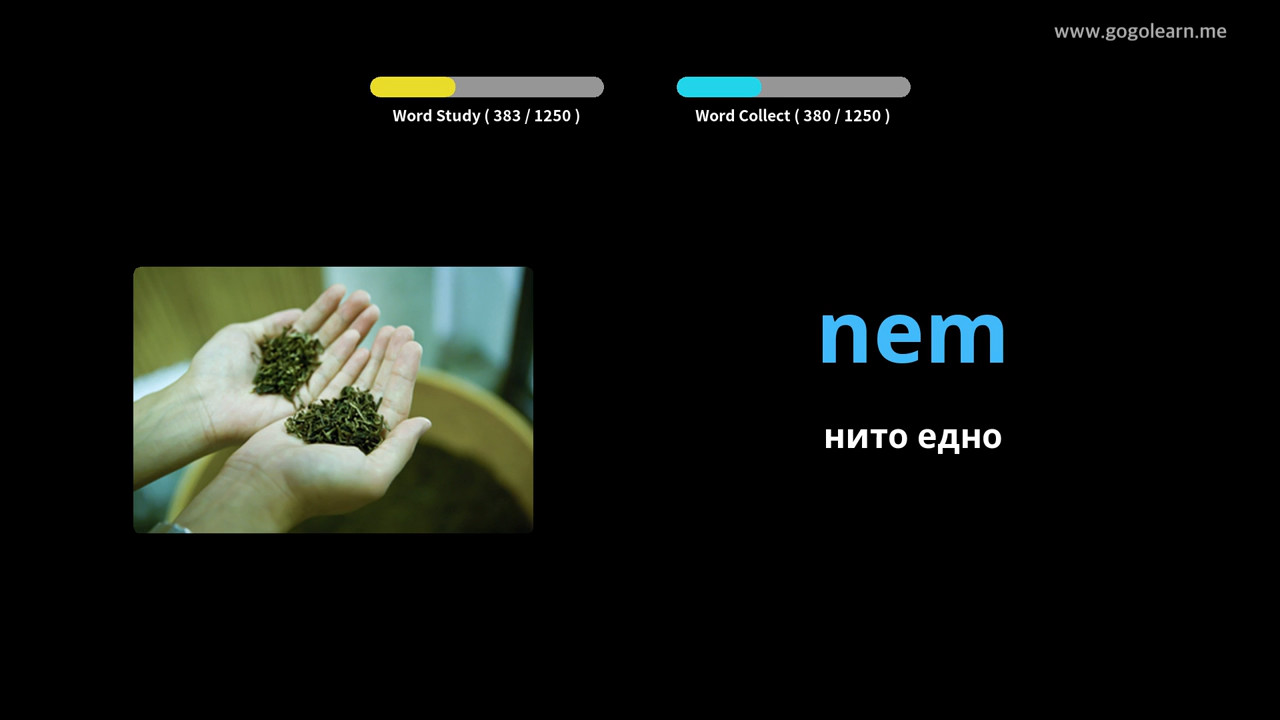 www.gogolearn.me
Word Study ( 383 / 1250 )
Word Collect ( 380 / 1250 )
nem
нито едно